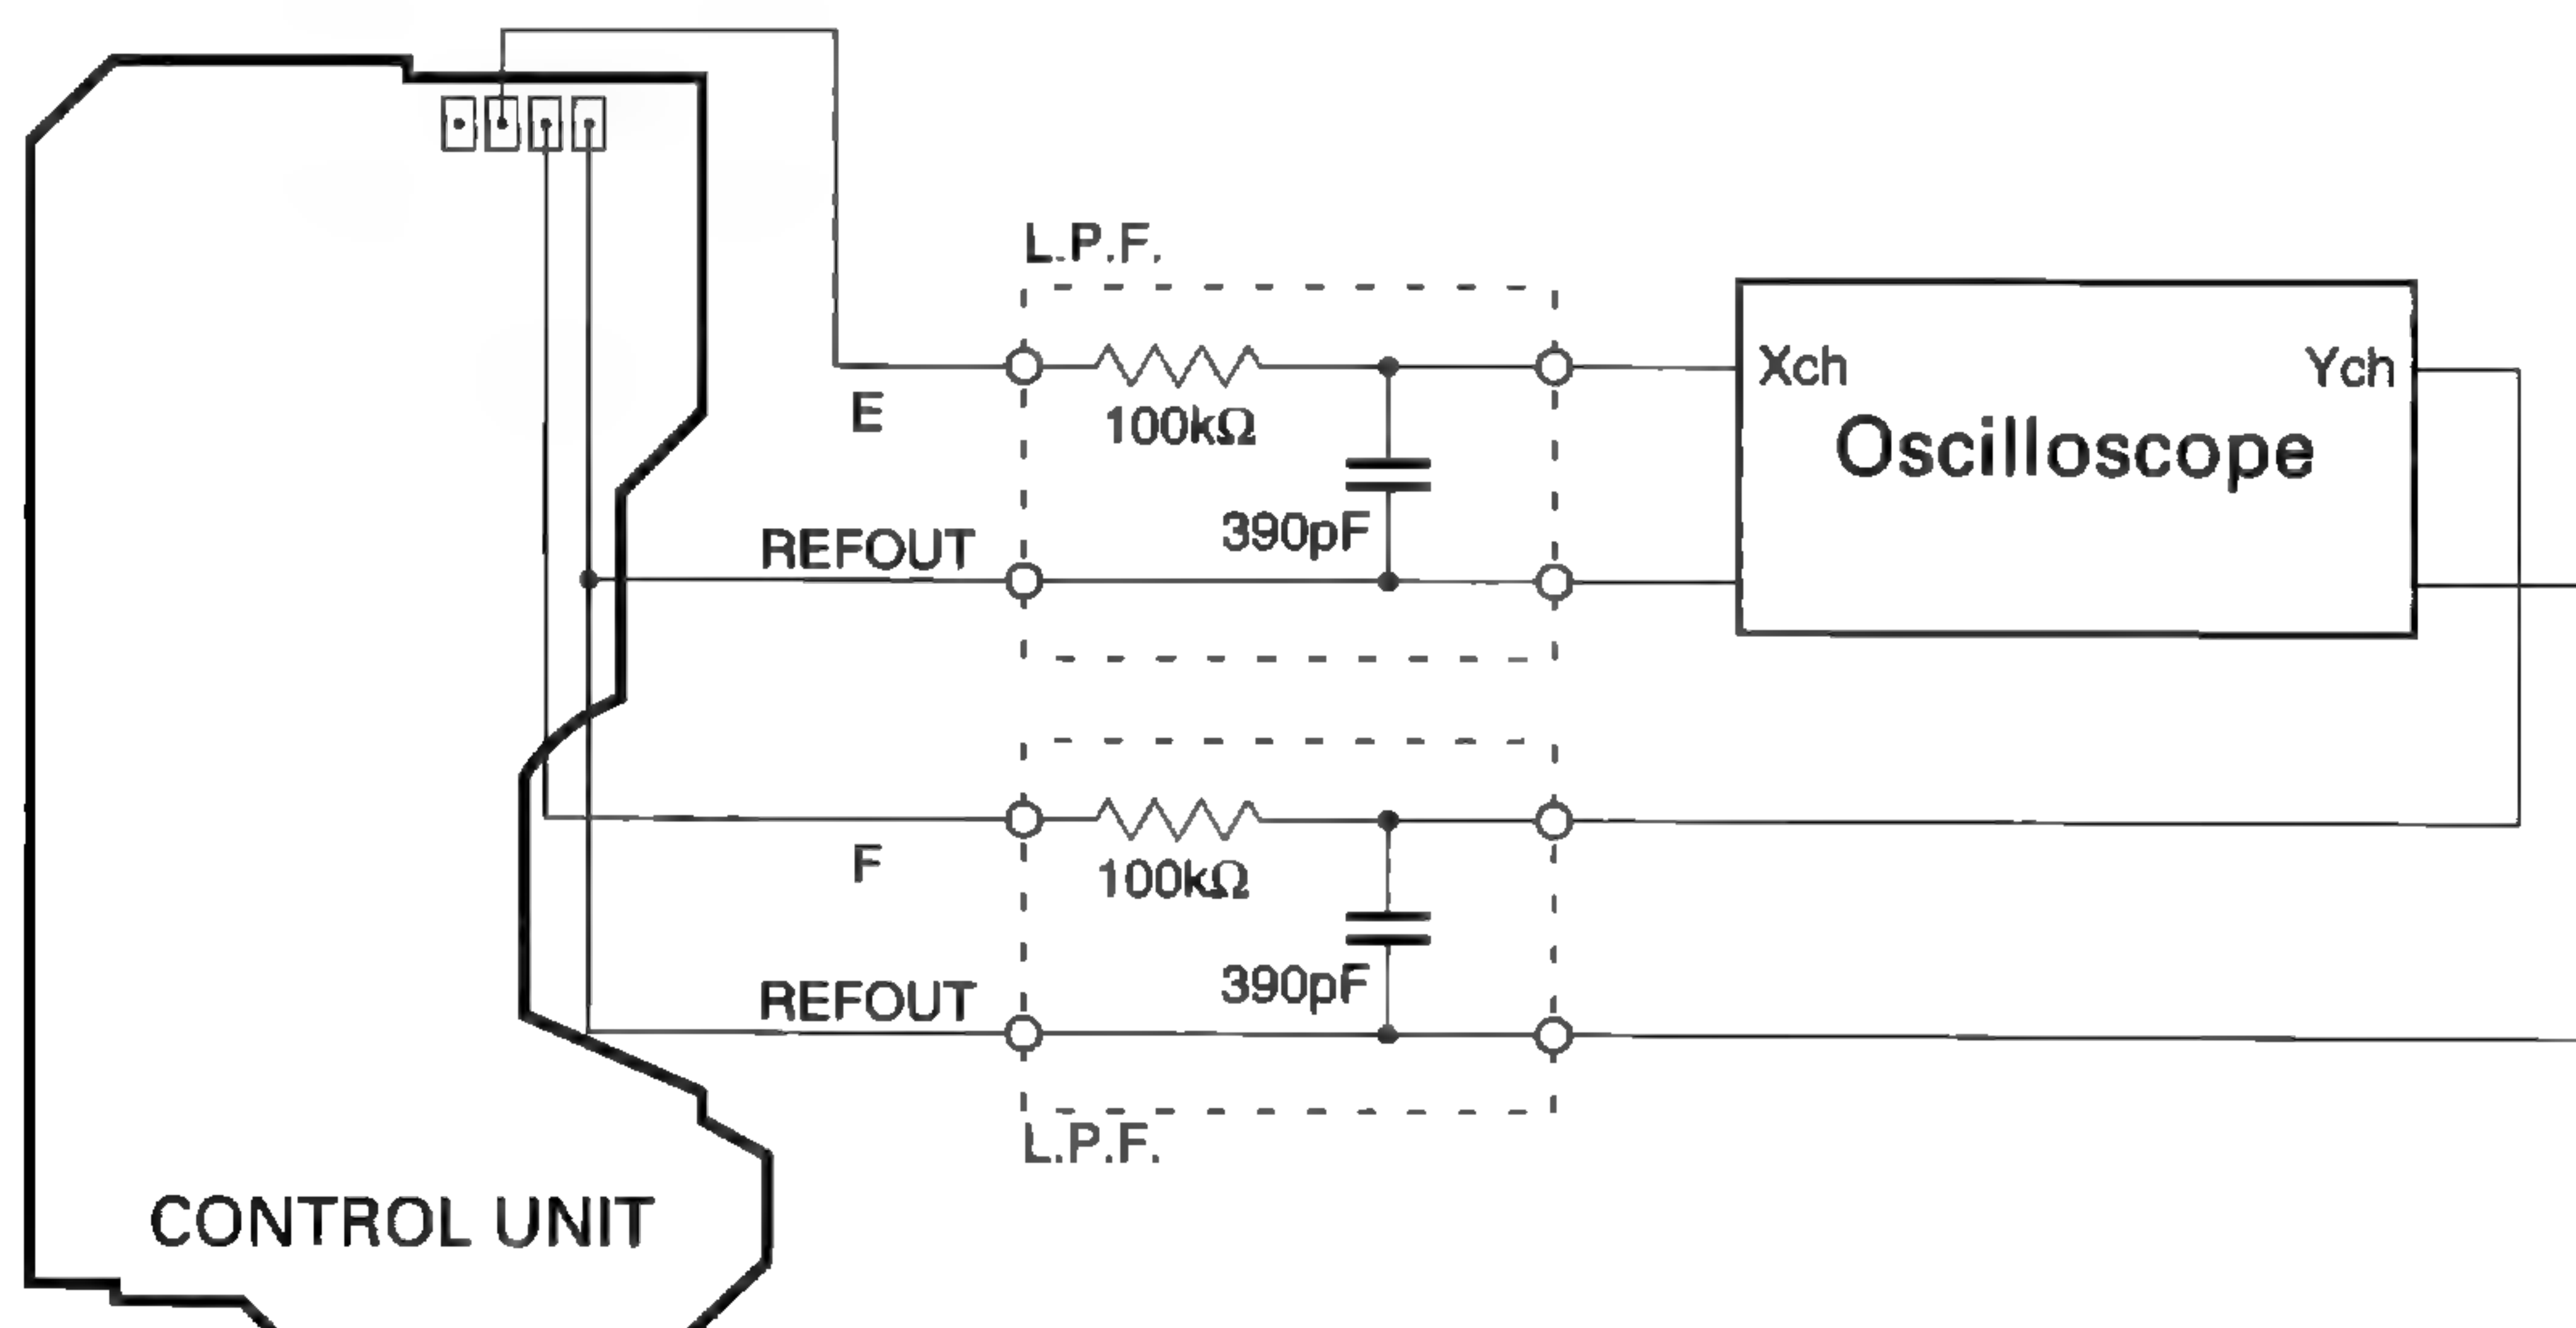 L.P.F.
E
100kΩ
390pF
REFOUT
Xch
Ych
Oscilloscope
F
100kΩ
390pF
REFOUT
L.P.F.
CONTROL UNIT